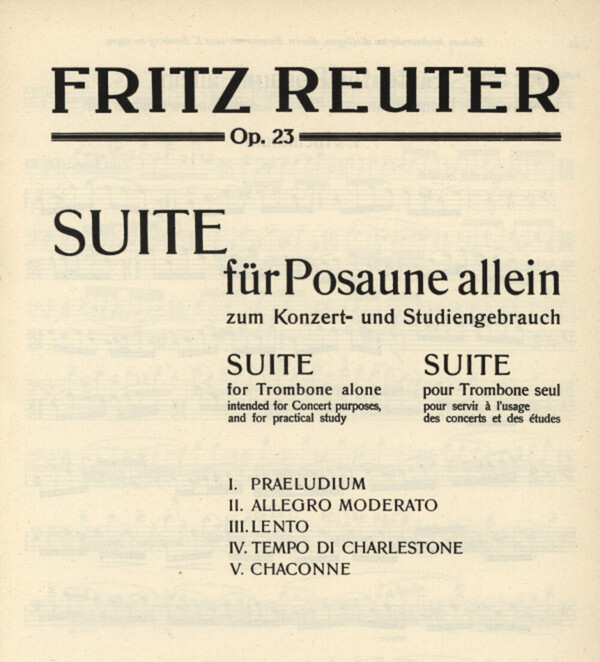 FRITZ REUTER
Op. 23
SUITE
für Posaune allein
zum Konzert- und Studiengebrauch
SUITE
for Trombone alone
intended for Concert purposes,
and for practical study
SUITE
pour Trombone seul
pour servir à l'usage
des concerts et des études
I. PRAELUDIUM
II. ALLEGRO MODERATO
III. LENTO
IV. TEMPO DI CHARLESTONE
V. CHACONNE